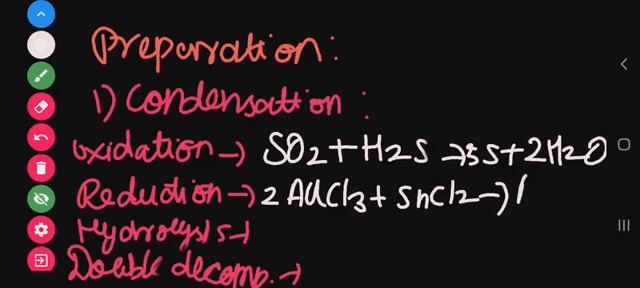 Preparation:
1) Condensation:
Oxidation → SO2 + H2S → 3S + 2H2O
Reduction → 2 AuCl3 + SnCl2 →
Hydrolysis →
Double decomp. →